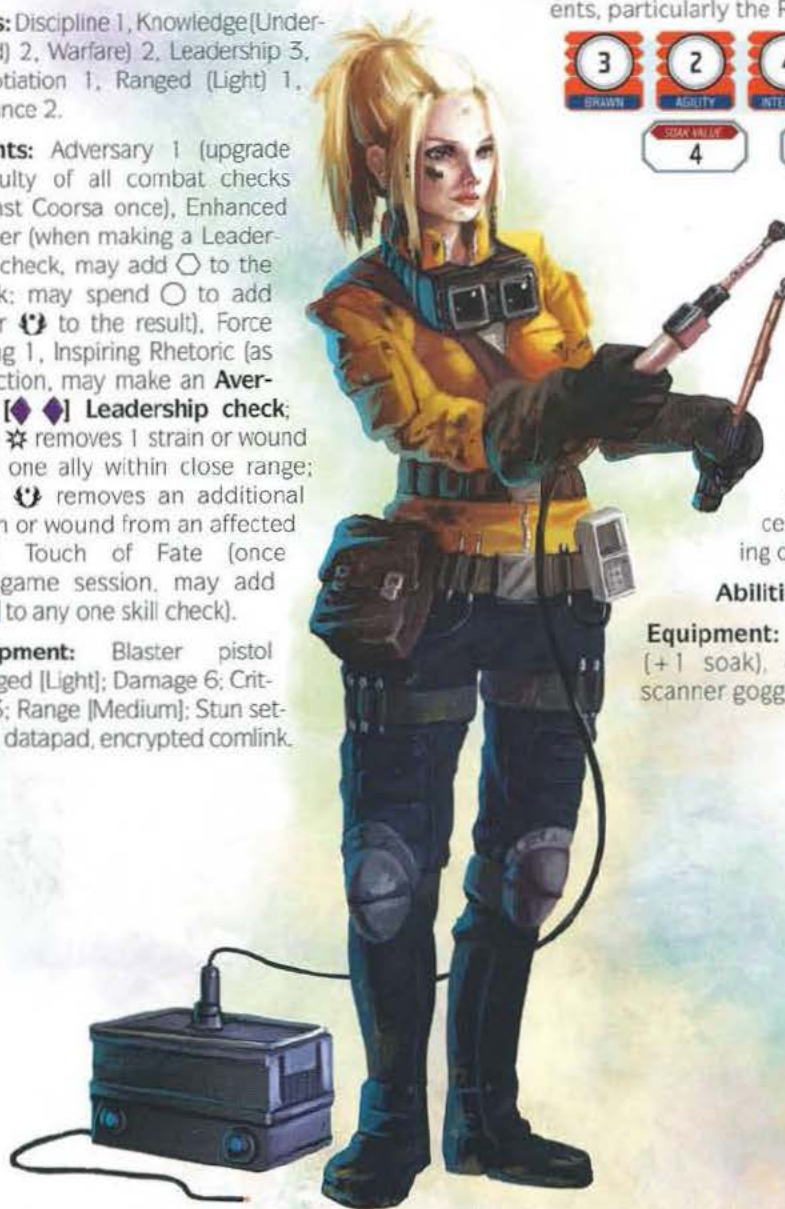 s: Discipline 1, Knowledge (Under-
d) 2, Warfare) 2, Leadership 3,
otiation 1, Ranged (Light) 1,
ance 2.
nts: Adversary 1 (upgrade
culty of all combat checks
nst Coorsa once), Enhanced
er (when making a Leader-
check, may add to the
k; may spend to add
r to the result), Force
ng 1, Inspiring Rhetoric (as
ction, may make an Aver-
[ ] Leadership check;
removes 1 strain or wound
one ally within close range;
removes an additional
n or wound from an affected
Touch of Fate (once
game session, may add
to any one skill check).
pment: Blaster pistol
ged [Light]; Damage 6; Crit-
3; Range [Medium]; Stun set-
datapad, encrypted comlink.
ents, particularly the
3 2
BRAWN AGILITY INTE
SOAK VALUE
4
ce
ing
Abiliti
Equipment:
(+1 soak),
scanner gogg